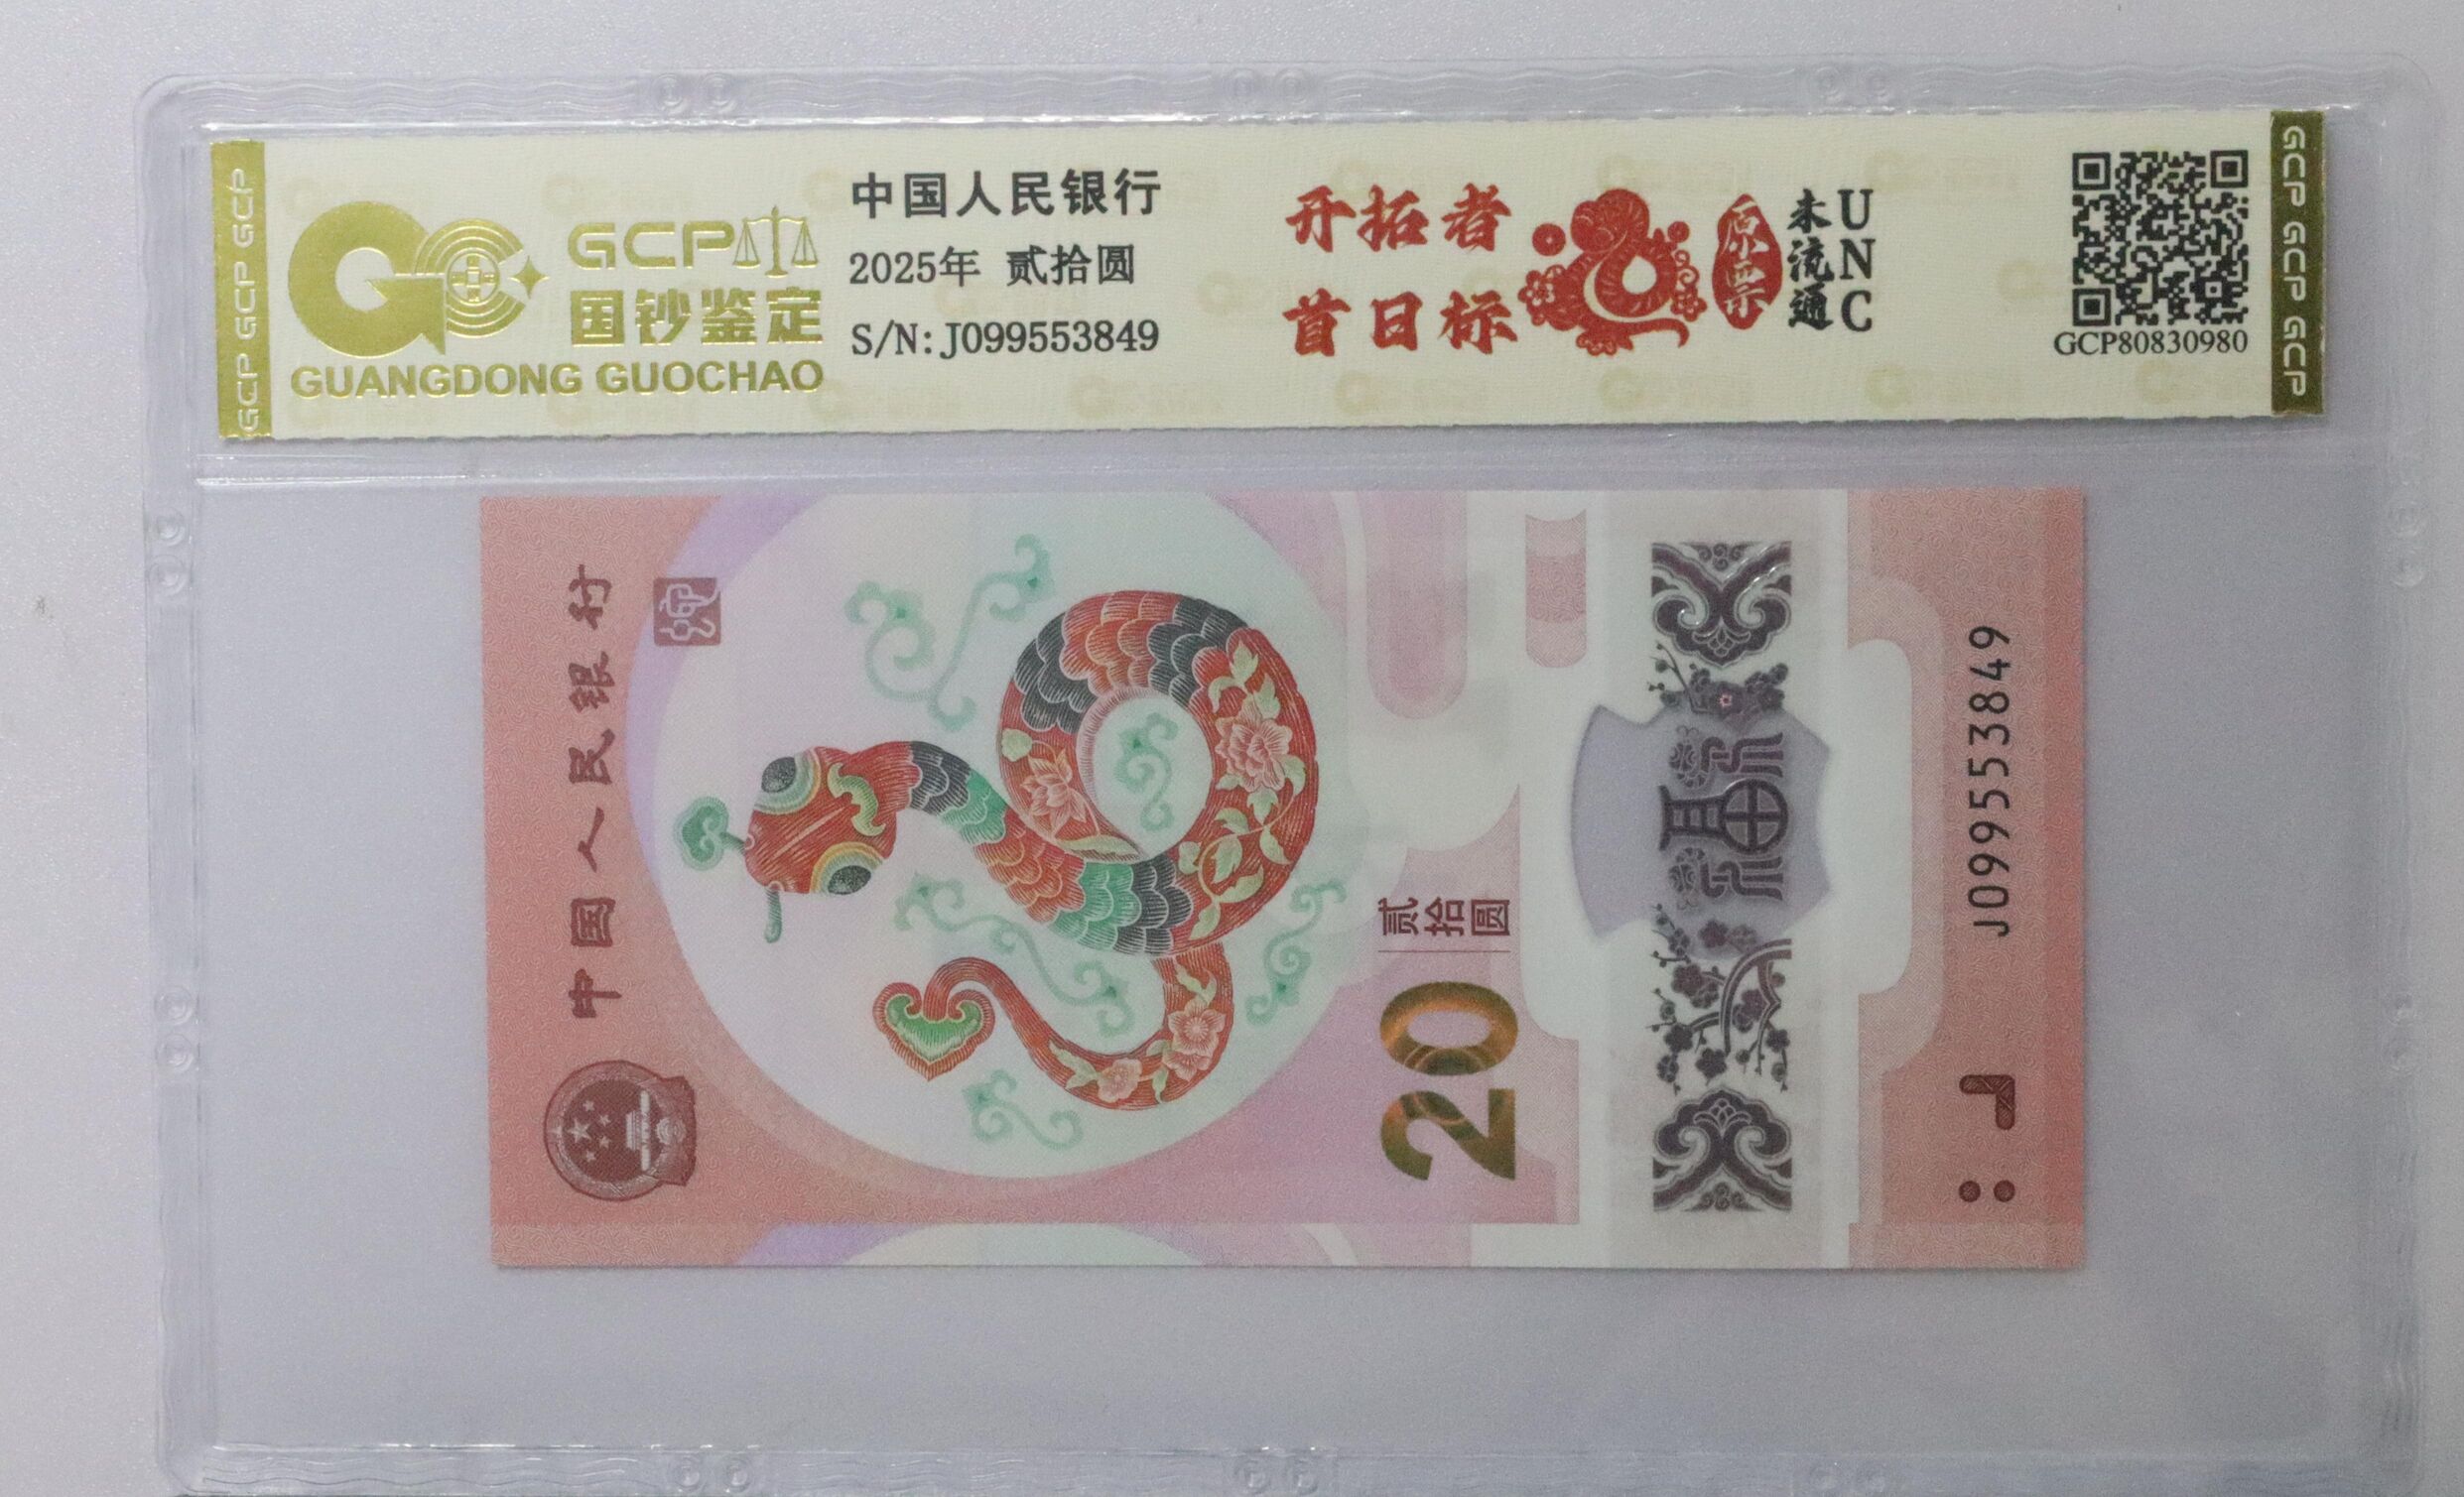 GCP GCP GCP
GCP
国钞鉴定
GUANGDONG GUOCHAO
中国人民银行
2025年 贰拾圆
S/N: J099553849
开拓者
首日标
原票
未流通
UNC
GCP80830980
GCP GCP GCP
中国人民银行
贰拾圆
20
福
J099553849